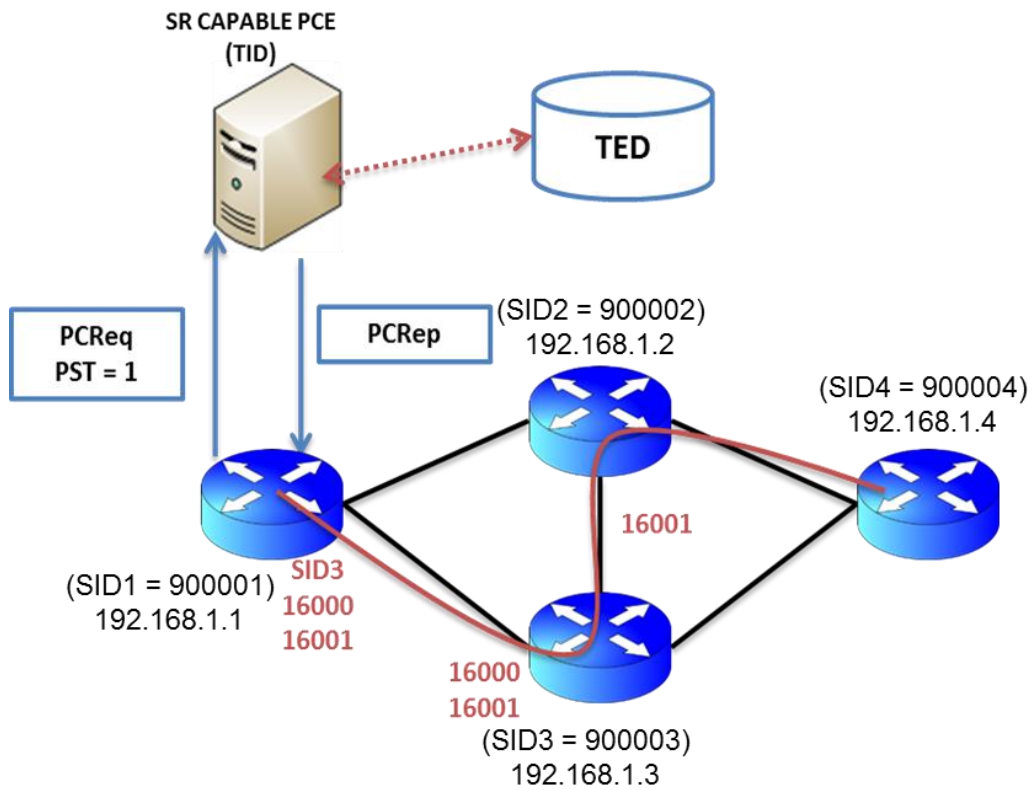 SR CAPABLE PCE
(TID)
TED
PCReq
PST = 1
PCRep
(SID2 = 900002)
192.168.1.2
(SID4 = 900004)
192.168.1.4
16001
(SID1 = 900001)
192.168.1.1
SID3
16000
16001
16000
16001
(SID3 = 900003)
192.168.1.3